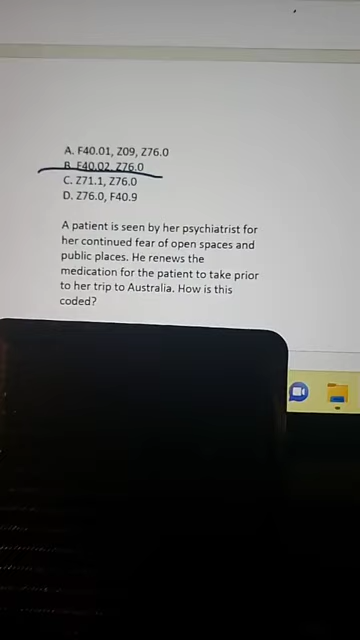 A. F40.01, Z09, Z76.0
B. F40.02, Z76.0
C. Z71.1, Z76.0
D. Z76.0, F40.9
A patient is seen by her psychiatrist for
her continued fear of open spaces and
public places. He renews the
medication for the patient to take prior
to her trip to Australia. How is this
coded?